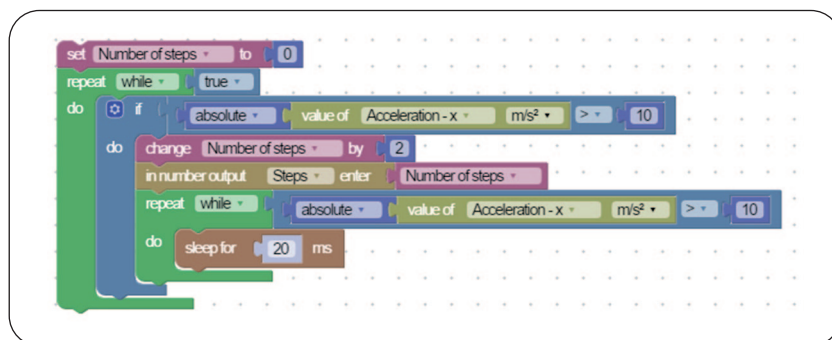 set Number of steps to 0
repeat while true
do if absolute value of Acceleration - x m/s² > 10
do change Number of steps by 2
in number output Steps enter Number of steps
repeat while absolute value of Acceleration - x m/s² > 10
do sleep for 20 ms